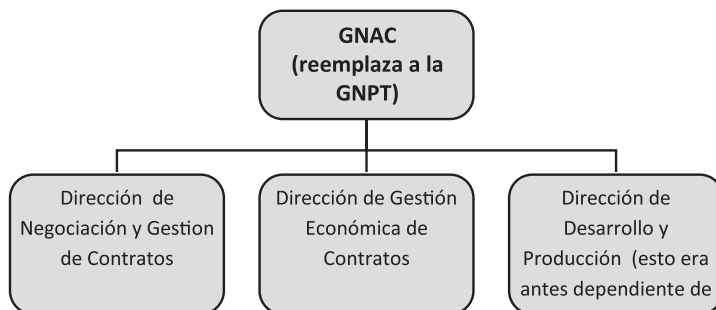 GNAC
(reemplaza a la
GNPT)
Dirección de
Negociación y Gestion
de Contratos
Dirección de Gestión
Económica de
Contratos
Dirección de
Desarrollo y
Producción (esto era
antes dependiente de